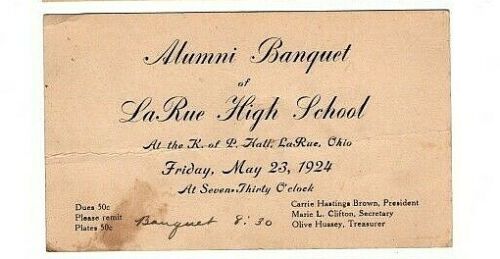 Alumni Banquet
of
LaRue High School
At the K. of P. Hall, LaRue, Ohio
Friday, May 23, 1924
At Seven-Thirty O'clock
Dues 50c
Please remit
Plates 50c
Banquet 8:30
Carrie Hastings Brown, President
Marie L. Clifton, Secretary
Olive Hussey, Treasurer